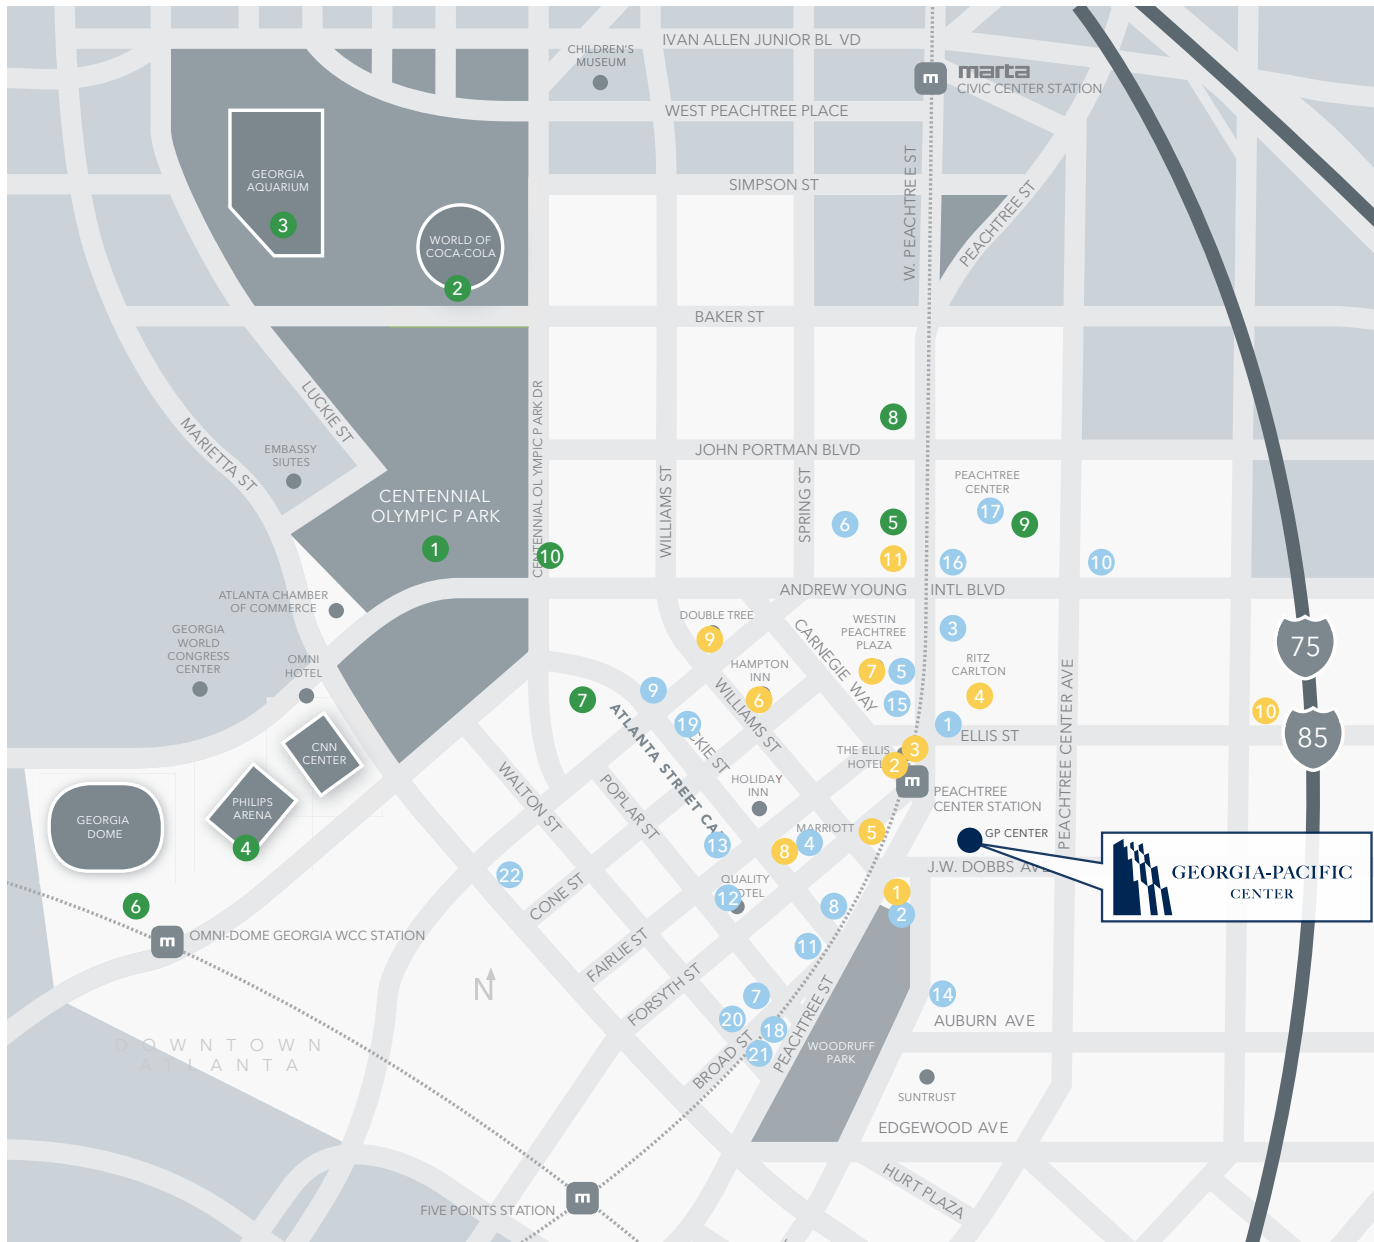 IVAN ALLEN JUNIOR BL VD
CHILDREN'S
MUSEUM
m
marta
CIVIC CENTER STATION
WEST PEACHTREE PLACE
GEORGIA
AQUARIUM
3
SIMPSON ST
W. PEACHTREE ST
PEACHTREE ST
WORLD OF
COCA-COLA
2
BAKER ST
LUCKIE ST
MARIETTA ST
CENTENNIAL OL YMPIC P ARK DR
8
JOHN PORTMAN BLVD
EMBASSY
SIUTES
CENTENNIAL
OLYMPIC P ARK
1
WILLIAMS ST
SPRING ST
PEACHTREE
CENTER
17
9
6
5
11
16
10
10
ANDREW YOUNG INTL BLVD
ATLANTA CHAMBER
OF COMMERCE
GEORGIA
WORLD
CONGRESS
CENTER
OMNI
HOTEL
DOUBLE TREE
9
CARNEGIE WAY
WESTIN
PEACHTREE
PLAZA
7
5
15
3
RITZ
CARLTON
4
75
HAMPTON
INN
6
WILLIAMS ST
9
7
ATLANTA STREET CA
19
CKIE ST
1
ELLIS ST
PEACHTREE CENTER AVE
10
85
CNN
CENTER
THE ELLIS
HOTEL
3
2
m
PEACHTREE
CENTER STATION
WALTON ST
POPLAR ST
HOLIDAY
INN
PHILIPS
ARENA
4
GEORGIA
DOME
MARRIOTT
5
4
8
13
GP CENTER
J.W. DOBBS AVE
GEORGIA-PACIFIC
CENTER
22
CONE ST
QUALITY
OTEL
12
1
2
8
6
m
OMNI-DOME GEORGIA WCC STATION
FAIRLIE ST
11
N
FORSYTH ST
7
20
18
21
PEACHTREE ST
BROAD ST
14
AUBURN AVE
DOWNTOWN
ATLANTA
WOODRUFF
PARK
SUNTRUST
EDGEWOOD AVE
HURT PLAZA
m
FIVE POINTS STATION